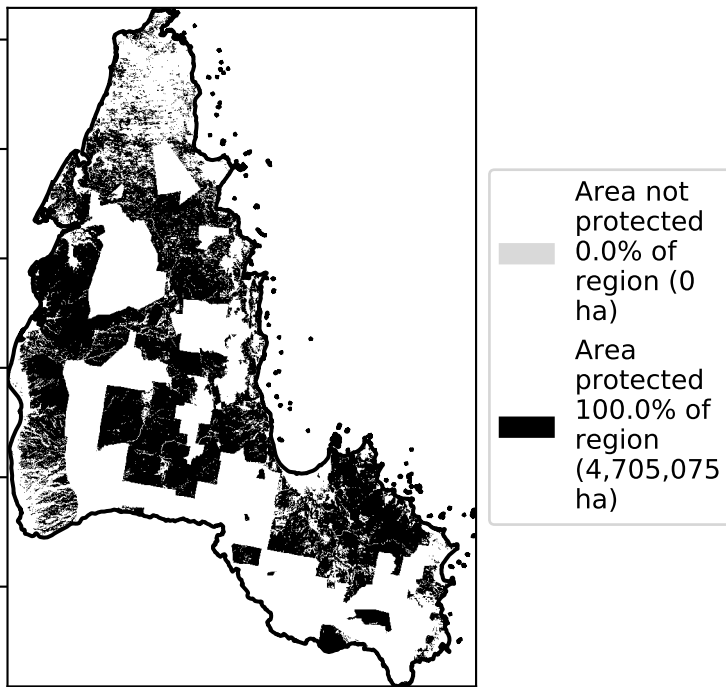 Area not
protected
0.0% of
region (0
ha)
Area
protected
100.0% of
region
(4,705,075
ha)